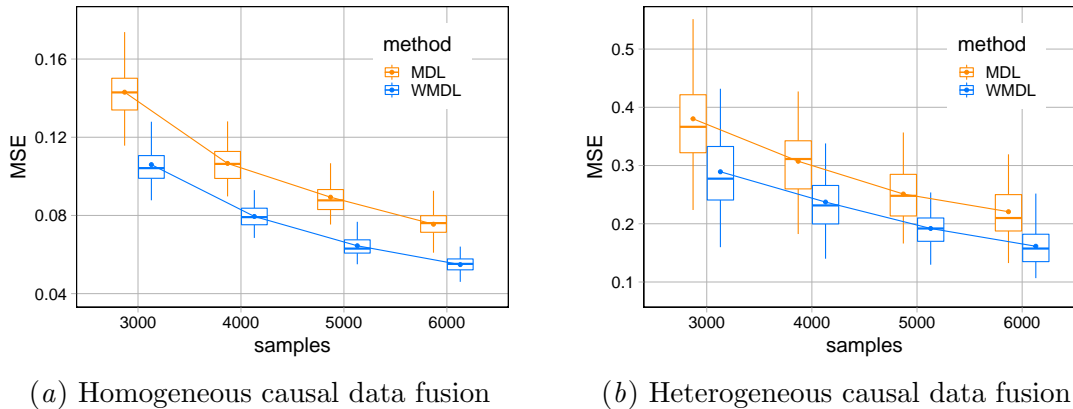 MSE
0.16
0.12
0.08
0.04
method
MDL
WMDL
3000
4000
5000
6000
samples
(a) Homogeneous causal data fusion
MSE
0.5
0.4
0.3
0.2
0.1
method
MDL
WMDL
3000
4000
5000
6000
samples
(b) Heterogeneous causal data fusion